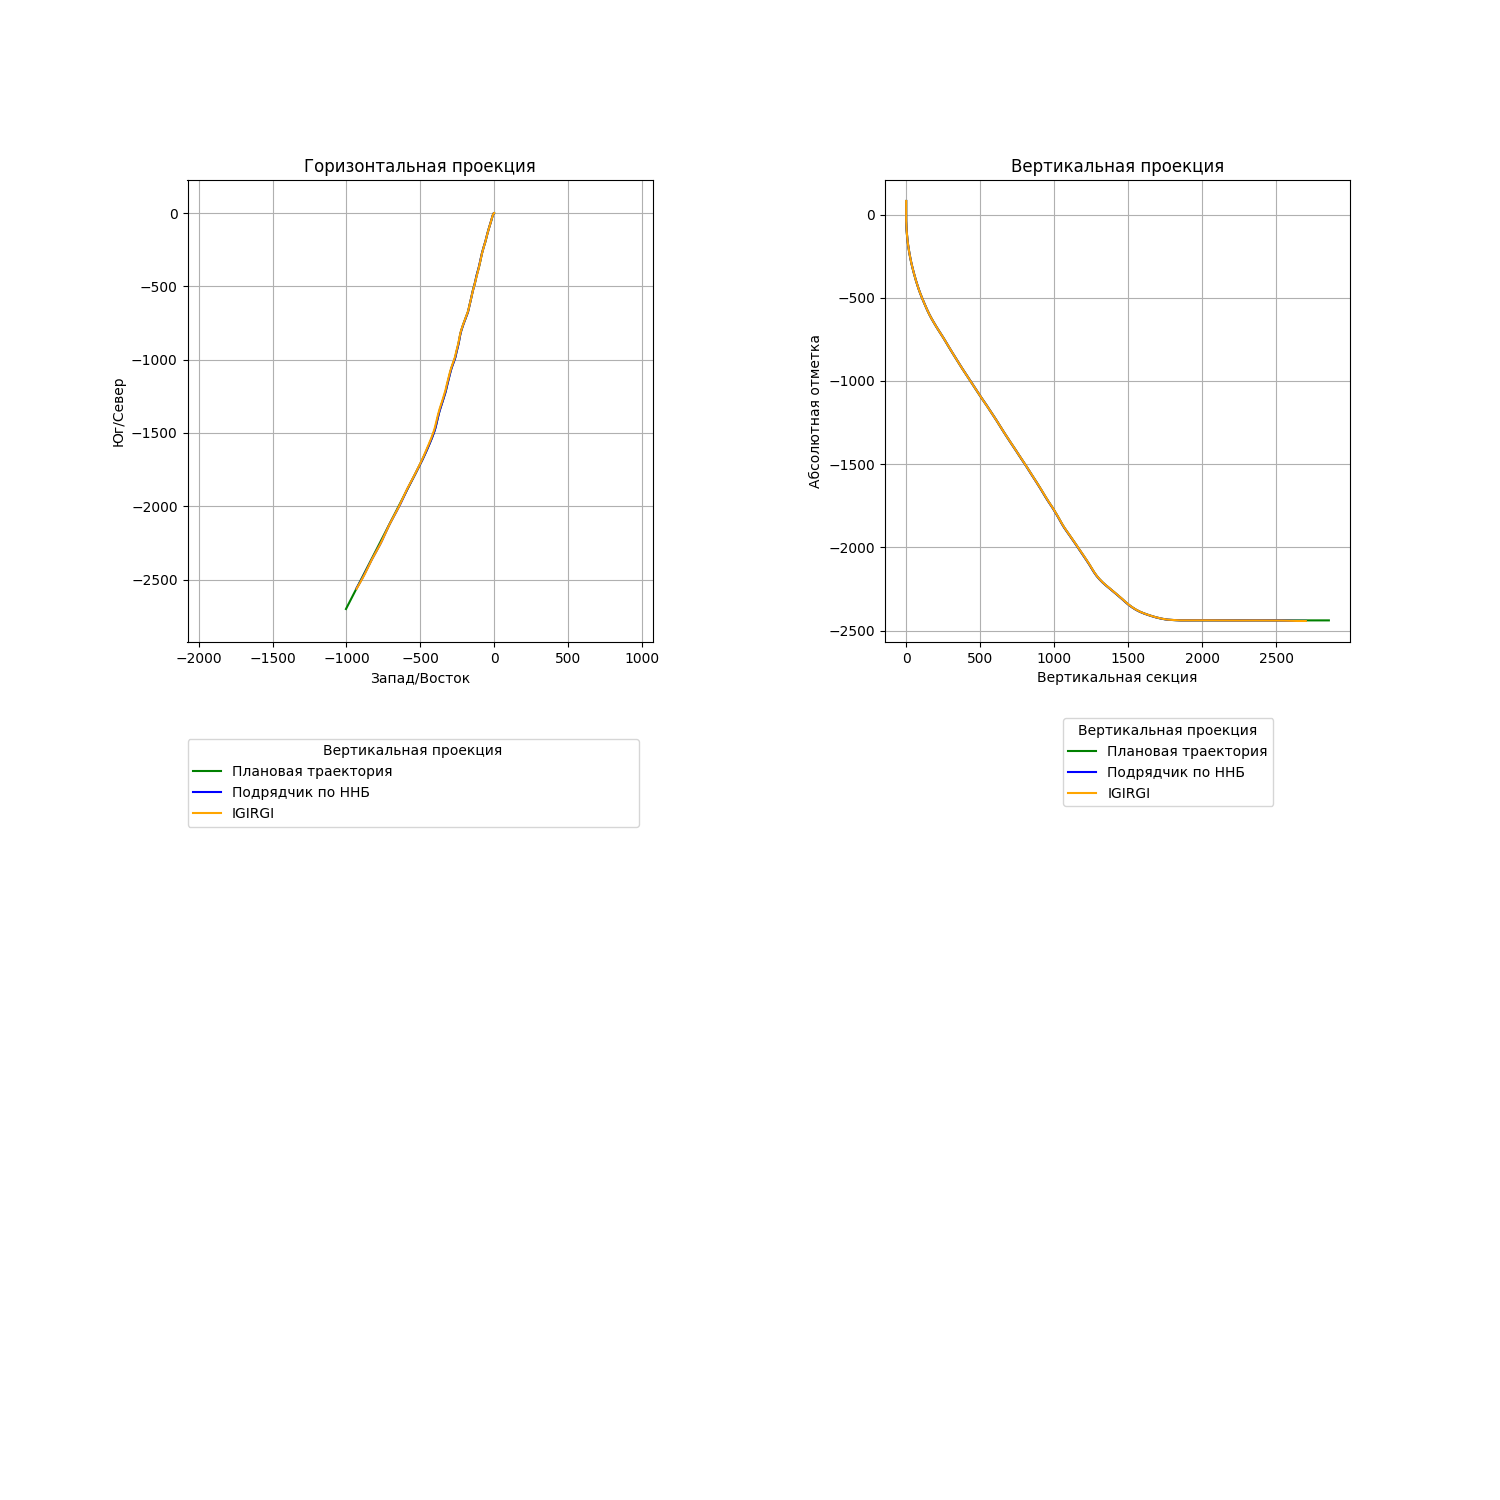 Горизонтальная проекция
0
−500
−1000
−1500
−2000
−2500
Юг/Север
−2000 −1500 −1000 −500 0 500 1000
Запад/Восток
Вертикальная проекция
Плановая траектория
Подрядчик по ННБ
IGIRGI
Вертикальная проекция
0
−500
−1000
−1500
−2000
−2500
Абсолютная отметка
0 500 1000 1500 2000 2500
Вертикальная секция
Вертикальная проекция
Плановая траектория
Подрядчик по ННБ
IGIRGI